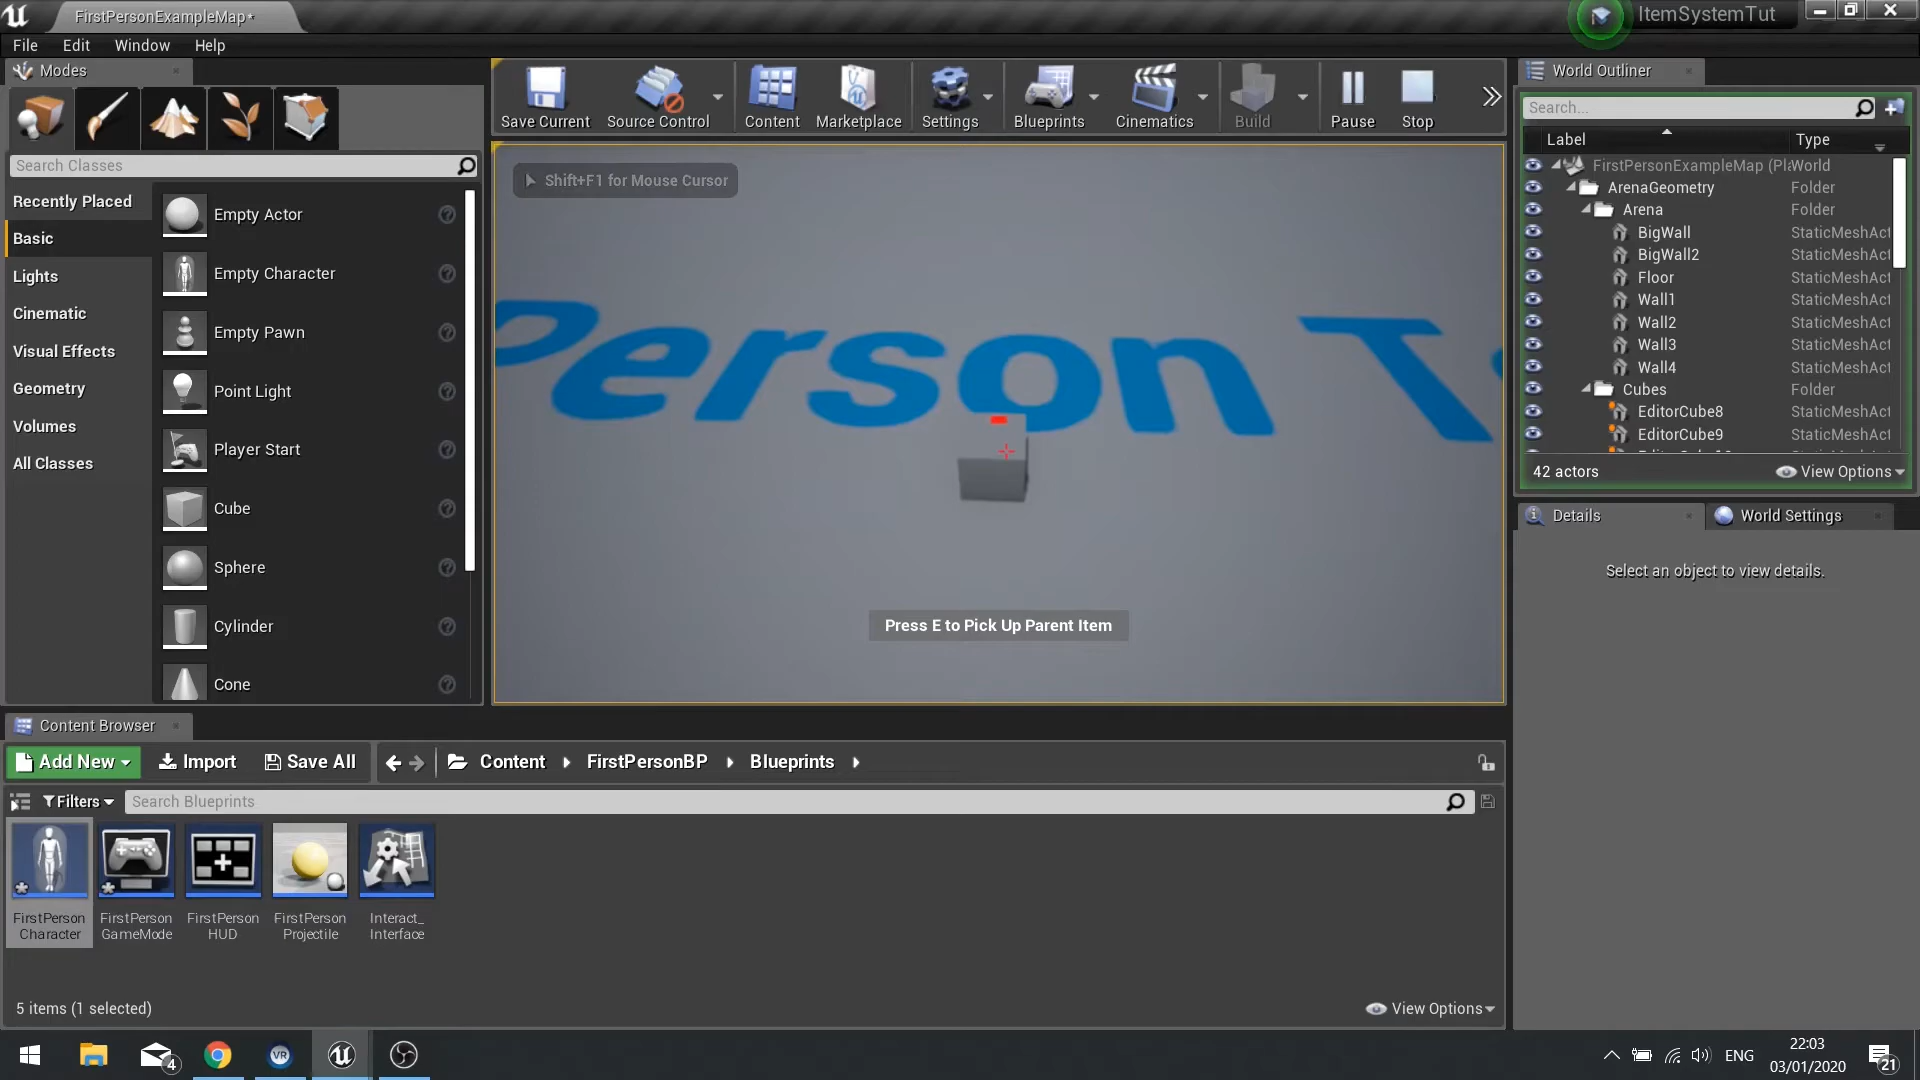 FirstPersonExampleMap*
ItemSystemTut
File Edit Window Help
Modes
Search Classes
Recently Placed
Basic
Lights
Cinematic
Visual Effects
Geometry
Volumes
All Classes
Empty Actor
Empty Character
Empty Pawn
Point Light
Player Start
Cube
Sphere
Cylinder
Cone
Save Current Source Control Content Marketplace Settings Blueprints Cinematics Build Pause Stop
Shift+F1 for Mouse Cursor
Person
Press E to Pick Up Parent Item
World Outliner
Search...
Label Type
FirstPersonExampleMap (Pla World
ArenaGeometry Folder
Arena Folder
BigWall StaticMeshAct
BigWall2 StaticMeshAct
Floor StaticMeshAct
Wall1 StaticMeshAct
Wall2 StaticMeshAct
Wall3 StaticMeshAct
Wall4 StaticMeshAct
Cubes Folder
EditorCube8 StaticMeshAct
EditorCube9 StaticMeshAct
42 actors View Options
Details World Settings
Select an object to view details.
Content Browser
Add New Import Save All Content FirstPersonBP Blueprints
Filters Search Blueprints
FirstPerson Character
FirstPerson GameMode
FirstPerson HUD
FirstPerson Projectile
Interact_ Interface
5 items (1 selected) View Options
4 VR ENG 22:03
03/01/2020 21